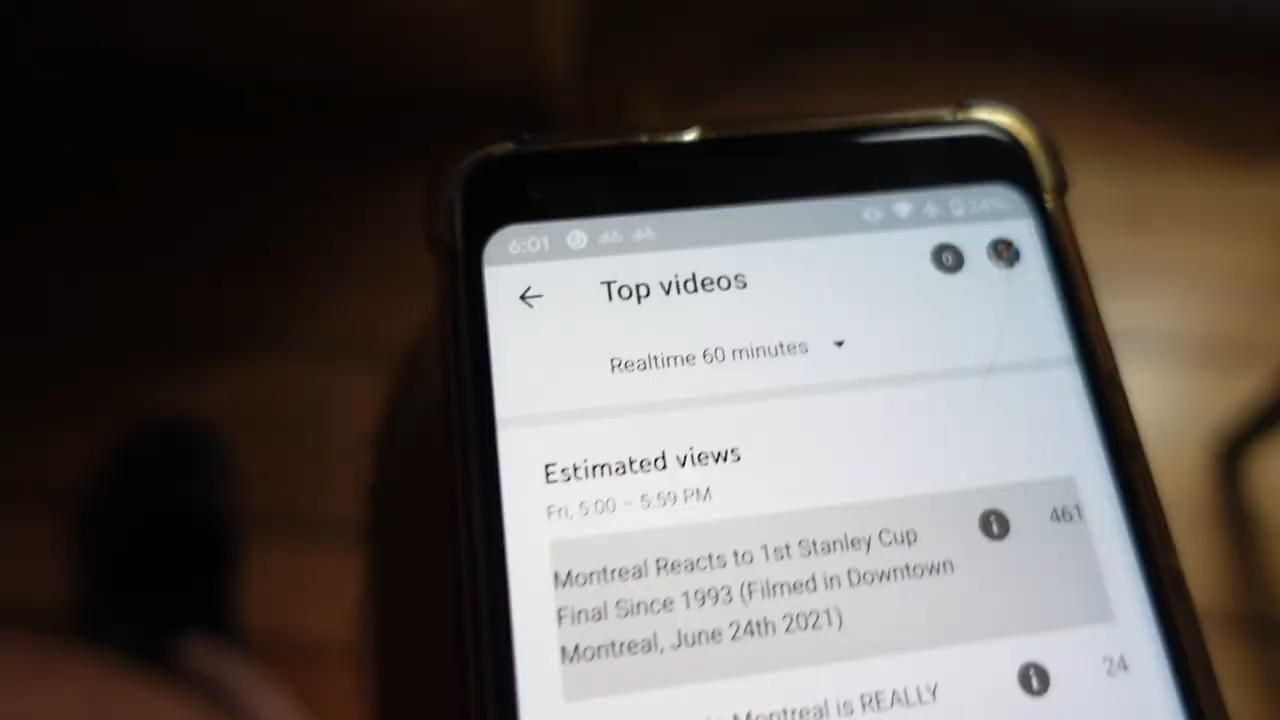 6:01 24%
Top videos
Realtime 60 minutes
Estimated views
Fri, 5:00 – 5:59 PM
Montreal Reacts to 1st Stanley Cup 461
Final Since 1993 (Filmed in Downtown
Montreal, June 24th 2021)
Montreal is REALLY 24